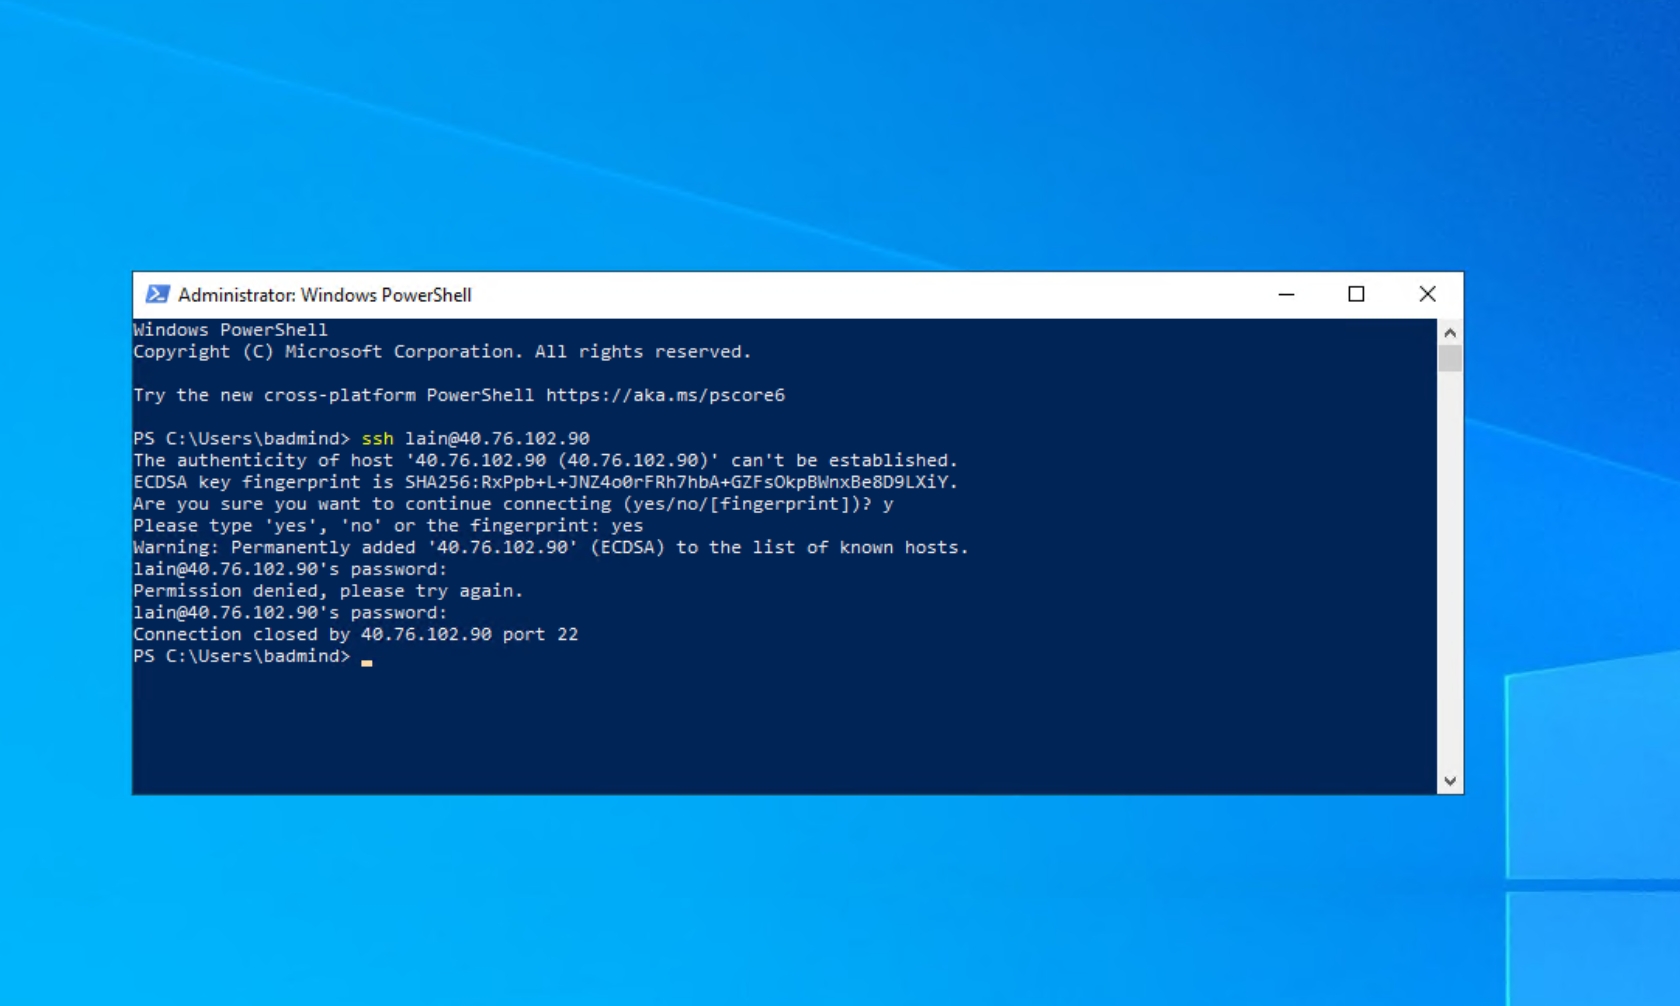 Administrator: Windows PowerShell
Windows PowerShell
Copyright (C) Microsoft Corporation. All rights reserved.
Try the new cross-platform PowerShell https://aka.ms/pscore6
PS C:\Users\badmind> ssh lain@40.76.102.90
The authenticity of host '40.76.102.90 (40.76.102.90)' can't be established.
ECDSA key fingerprint is SHA256:RxPpb+L+JNZ4o0rFRh7hbA+GZFsOkpBWnxBe8D9LXiY.
Are you sure you want to continue connecting (yes/no/[fingerprint])? y
Please type 'yes', 'no' or the fingerprint: yes
Warning: Permanently added '40.76.102.90' (ECDSA) to the list of known hosts.
lain@40.76.102.90's password:
Permission denied, please try again.
lain@40.76.102.90's password:
Connection closed by 40.76.102.90 port 22
PS C:\Users\badmind>